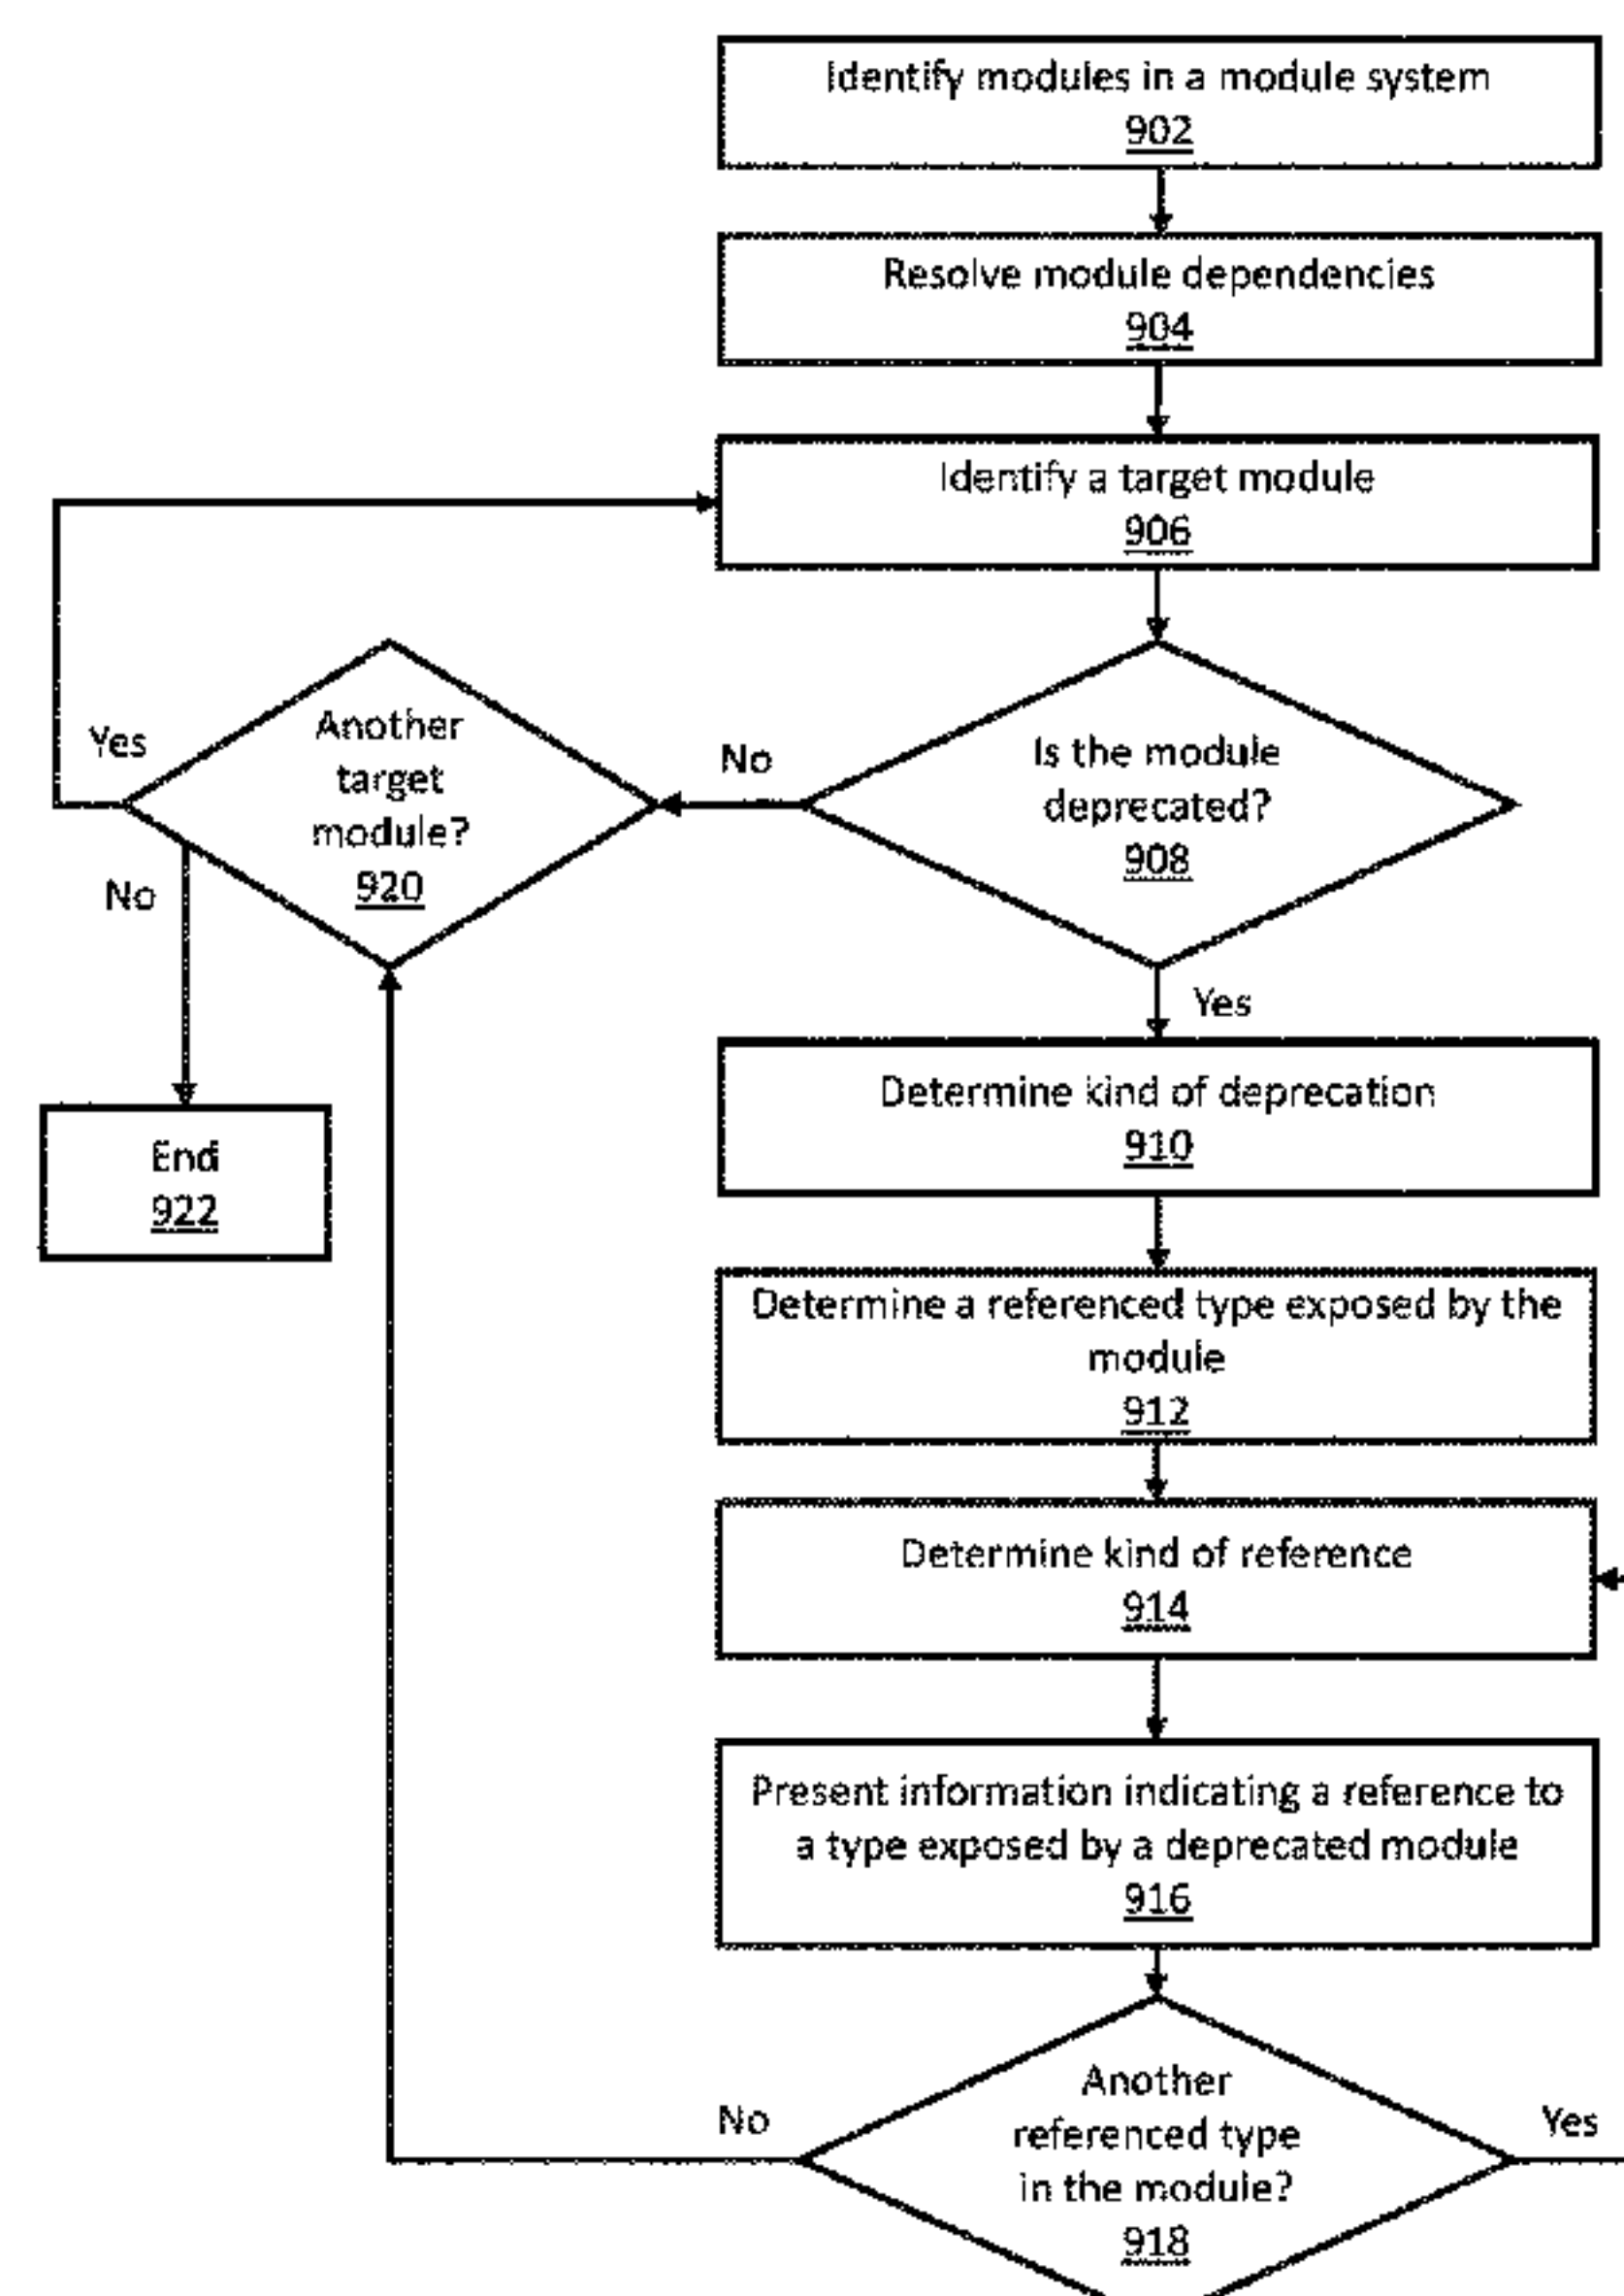 Identify modules in a module system
902
Resolve module dependencies
904
Identify a target module
906
Is the module
deprecated?
908
No
Another
target
module?
920
Yes
No
End
922
Yes
Determine kind of deprecation
910
Determine a referenced type exposed by the
module
912
Determine kind of reference
914
Present information indicating a reference to
a type exposed by a deprecated module
916
Another
referenced type
in the module?
918
No
Yes